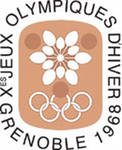 Xes JEUX OLYMPIQUES D'HIVER
GRENOBLE 1968